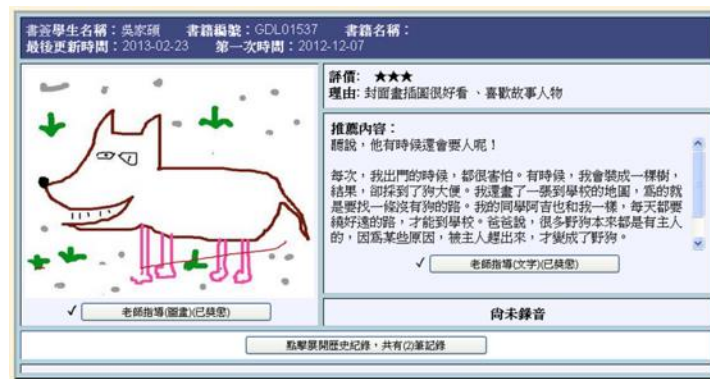 書簽學生名稱：吳家碩　書籍編號：GDL01537　書籍名稱：
最後更新時間：2013-02-23　第一次時間：2012-12-07
評價：★★★
理由：封面畫插圖很好看、喜歡故事人物
推薦內容：
聽說，他有時候還會耍人呢！
每次，我出門的時候，都很害怕。有時候，我會裝成一棵樹，
結果，卻採到了狗大便。我還畫了一張到學校的地圖，為的就
是要找一條沒有狗的路。我的同學阿吉也和我一樣，每天都要
繞好遠的路，才能到學校。爸爸說，很多野狗本來都是有主人
的，因為某些原因，被主人趕出來，才變成了野狗。
✓ 老師指導(文字)(已獎您)
✓ 老師指導(圖畫)(已獎您)
尚未錄音
點擊展開歷史紀錄，共有(2)筆記錄